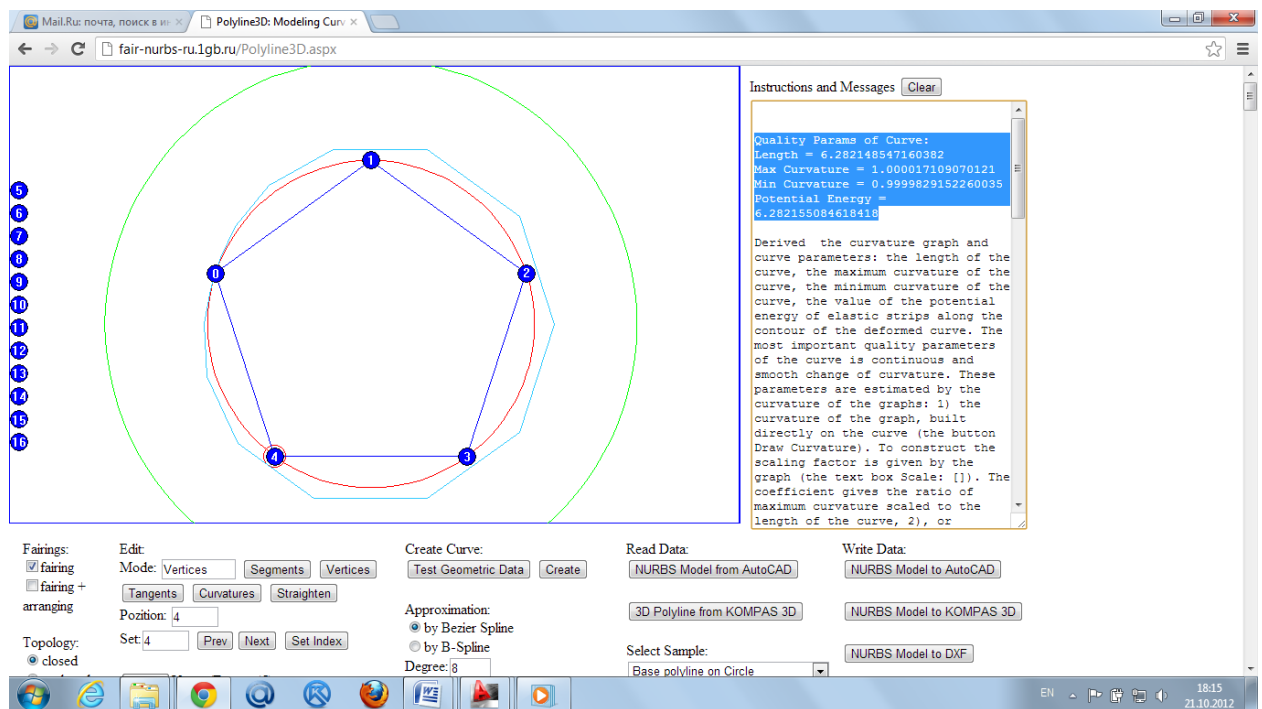 Mail.Ru: почта, поиск в ин
Polyline3D: Modeling Curv
fair-nurbs-ru.1gb.ru/Polyline3D.aspx
Instructions and Messages Clear
Quality Params of Curve:
Length = 6.282148547160382
Max Curvature = 1.000017109070121
Min Curvature = 0.9999829152260035
Potential Energy =
6.282155084618418
Derived the curvature graph and
curve parameters: the length of the
curve, the maximum curvature of the
curve, the minimum curvature of the
curve, the value of the potential
energy of elastic strips along the
contour of the deformed curve. The
most important quality parameters
of the curve is continuous and
smooth change of curvature. These
parameters are estimated by the
curvature of the graphs: 1) the
curvature of the graph, built
directly on the curve (the button
Draw Curvature). To construct the
scaling factor is given by the
graph (the text box Scale: []). The
coefficient gives the ratio of
maximum curvature scaled to the
length of the curve, 2), or
1
0
2
4
3
5
6
7
8
9
10
11
12
13
14
15
16
Fairings:
fairing
fairing +
arranging
Topology:
closed
Edit:
Mode: Vertices Segments Vertices
Tangents Curvatures Straighten
Pozition: 4
Set: 4 Prev Next Set Index
Create Curve:
Test Geometric Data Create
Approximation:
by Bezier Spline
by B-Spline
Degree: 8
Read Data:
NURBS Model from AutoCAD
3D Polyline from KOMPAS 3D
Select Sample:
Base polyline on Circle
Write Data:
NURBS Model to AutoCAD
NURBS Model to KOMPAS 3D
NURBS Model to DXF
EN
18:15
21.10.2012